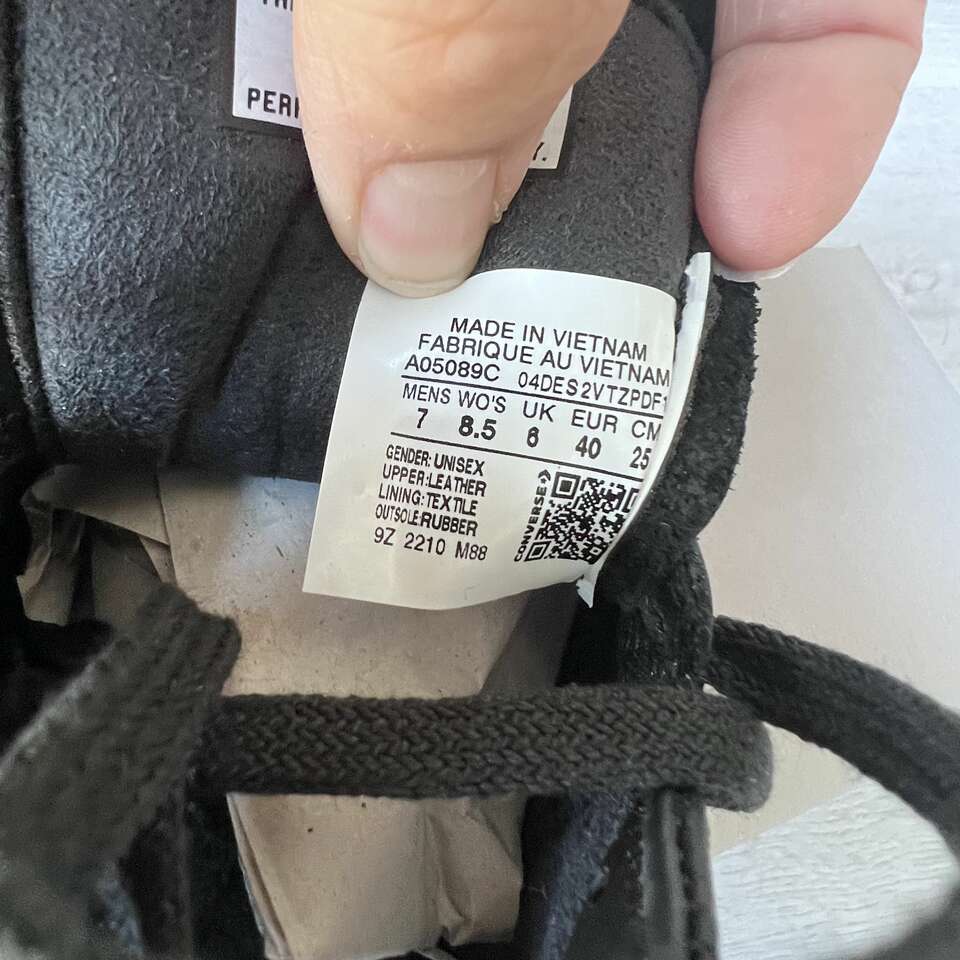 MADE IN VIETNAM
FABRIQUE AU VIETNAM
A05089C 04DES2VTZPDF1
MENS WO'S UK EUR CM
7 8.5 6 40 25
GENDER: UNISEX
UPPER:LEATHER
LINING:TEXTILE
OUTSOLE:RUBBER
9Z 2210 M88
CONVERSE